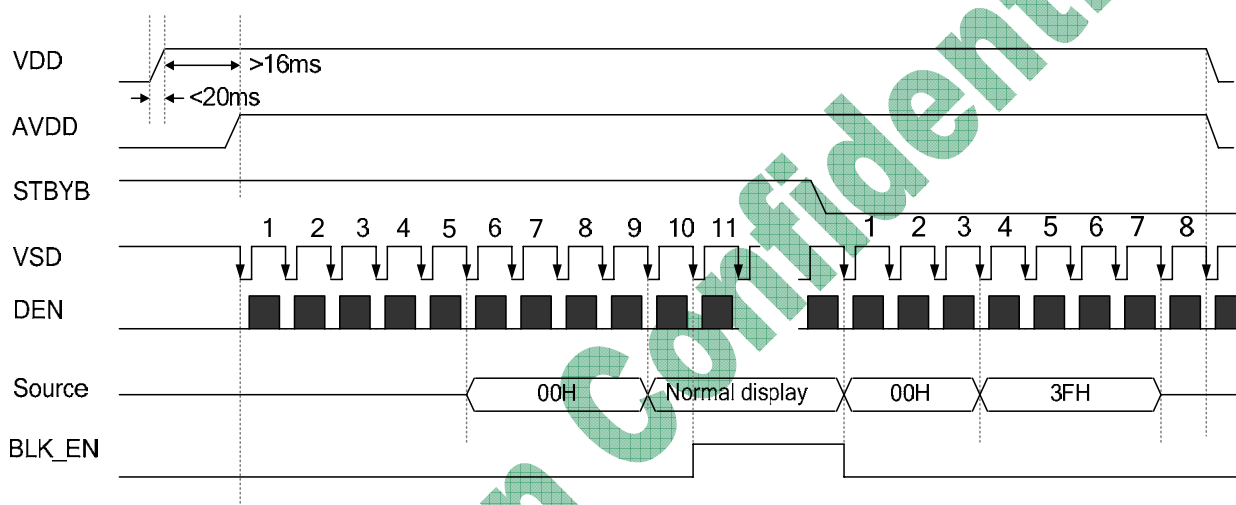 VDD
>16ms
<20ms
AVDD
STBYB
1 2 3 4 5 6 7 8 9 10 11 1 2 3 4 5 6 7 8
VSD
DEN
Source 00H Normal display 00H 3FH
BLK_EN
Confidenti